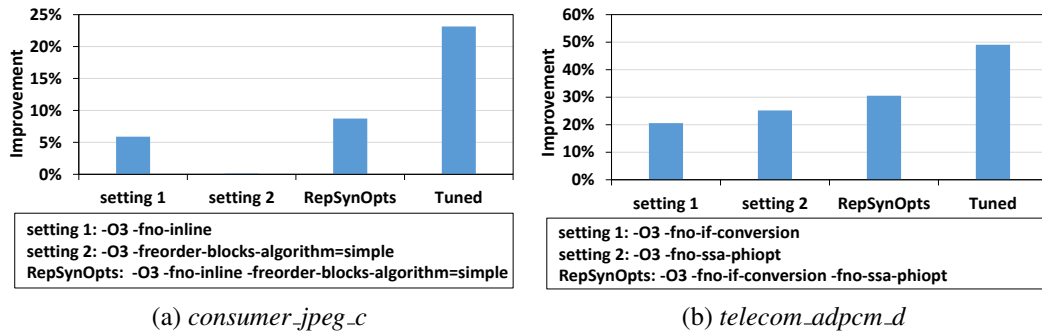 25%
20%
15%
10%
5%
0%
Improvement
setting 1 setting 2 RepSynOpts Tuned
setting 1: -O3 -fno-inline
setting 2: -O3 -freorder-blocks-algorithm=simple
RepSynOpts: -O3 -fno-inline -freorder-blocks-algorithm=simple
(a) consumer_jpeg_c
60%
50%
40%
30%
20%
10%
0%
Improvement
setting 1 setting 2 RepSynOpts Tuned
setting 1: -O3 -fno-if-conversion
setting 2: -O3 -fno-ssa-phiopt
RepSynOpts: -O3 -fno-if-conversion -fno-ssa-phiopt
(b) telecom_adpcm_d